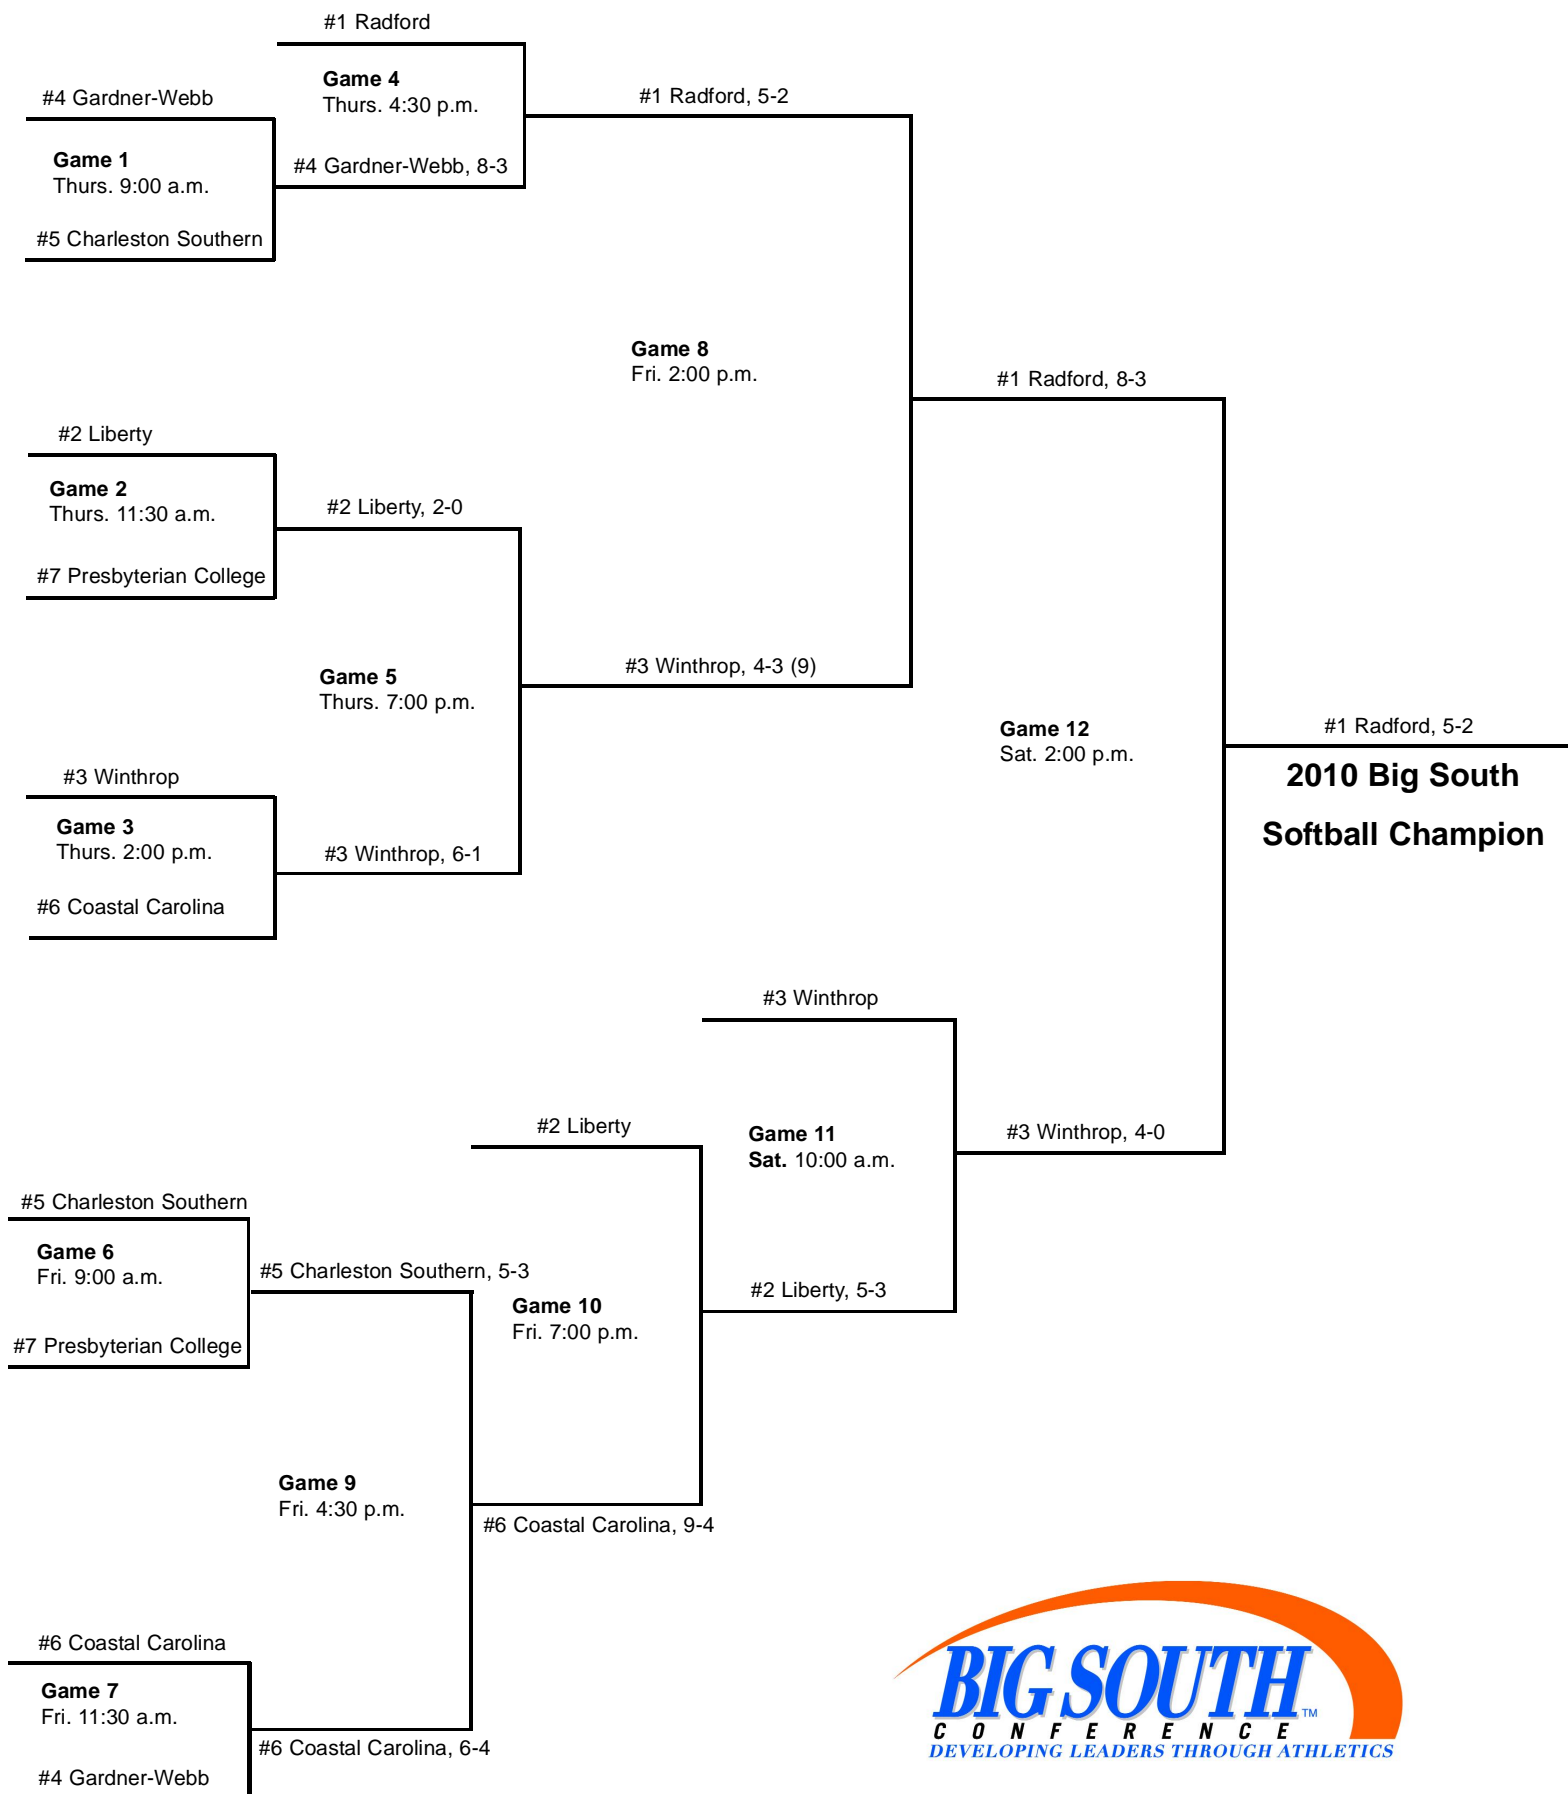 #1 Radford
Game 4
Thurs. 4:30 p.m.
#4 Gardner-Webb
#1 Radford, 5-2
Game 1
Thurs. 9:00 a.m.
#4 Gardner-Webb, 8-3
#5 Charleston Southern
Game 8
Fri. 2:00 p.m.
#1 Radford, 8-3
#2 Liberty
Game 2
Thurs. 11:30 a.m.
#2 Liberty, 2-0
#7 Presbyterian College
Game 5
Thurs. 7:00 p.m.
#3 Winthrop, 4-3 (9)
Game 12
Sat. 2:00 p.m.
#1 Radford, 5-2
2010 Big South
Softball Champion
#3 Winthrop
Game 3
Thurs. 2:00 p.m.
#3 Winthrop, 6-1
#6 Coastal Carolina
#3 Winthrop
#2 Liberty
Game 11
Sat. 10:00 a.m.
#3 Winthrop, 4-0
#5 Charleston Southern
Game 6
Fri. 9:00 a.m.
#5 Charleston Southern, 5-3
#2 Liberty, 5-3
Game 10
Fri. 7:00 p.m.
#7 Presbyterian College
Game 9
Fri. 4:30 p.m.
#6 Coastal Carolina, 9-4
#6 Coastal Carolina
Game 7
Fri. 11:30 a.m.
#6 Coastal Carolina, 6-4
#4 Gardner-Webb
BIG SOUTH™
CONFERENCE
DEVELOPING LEADERS THROUGH ATHLETICS